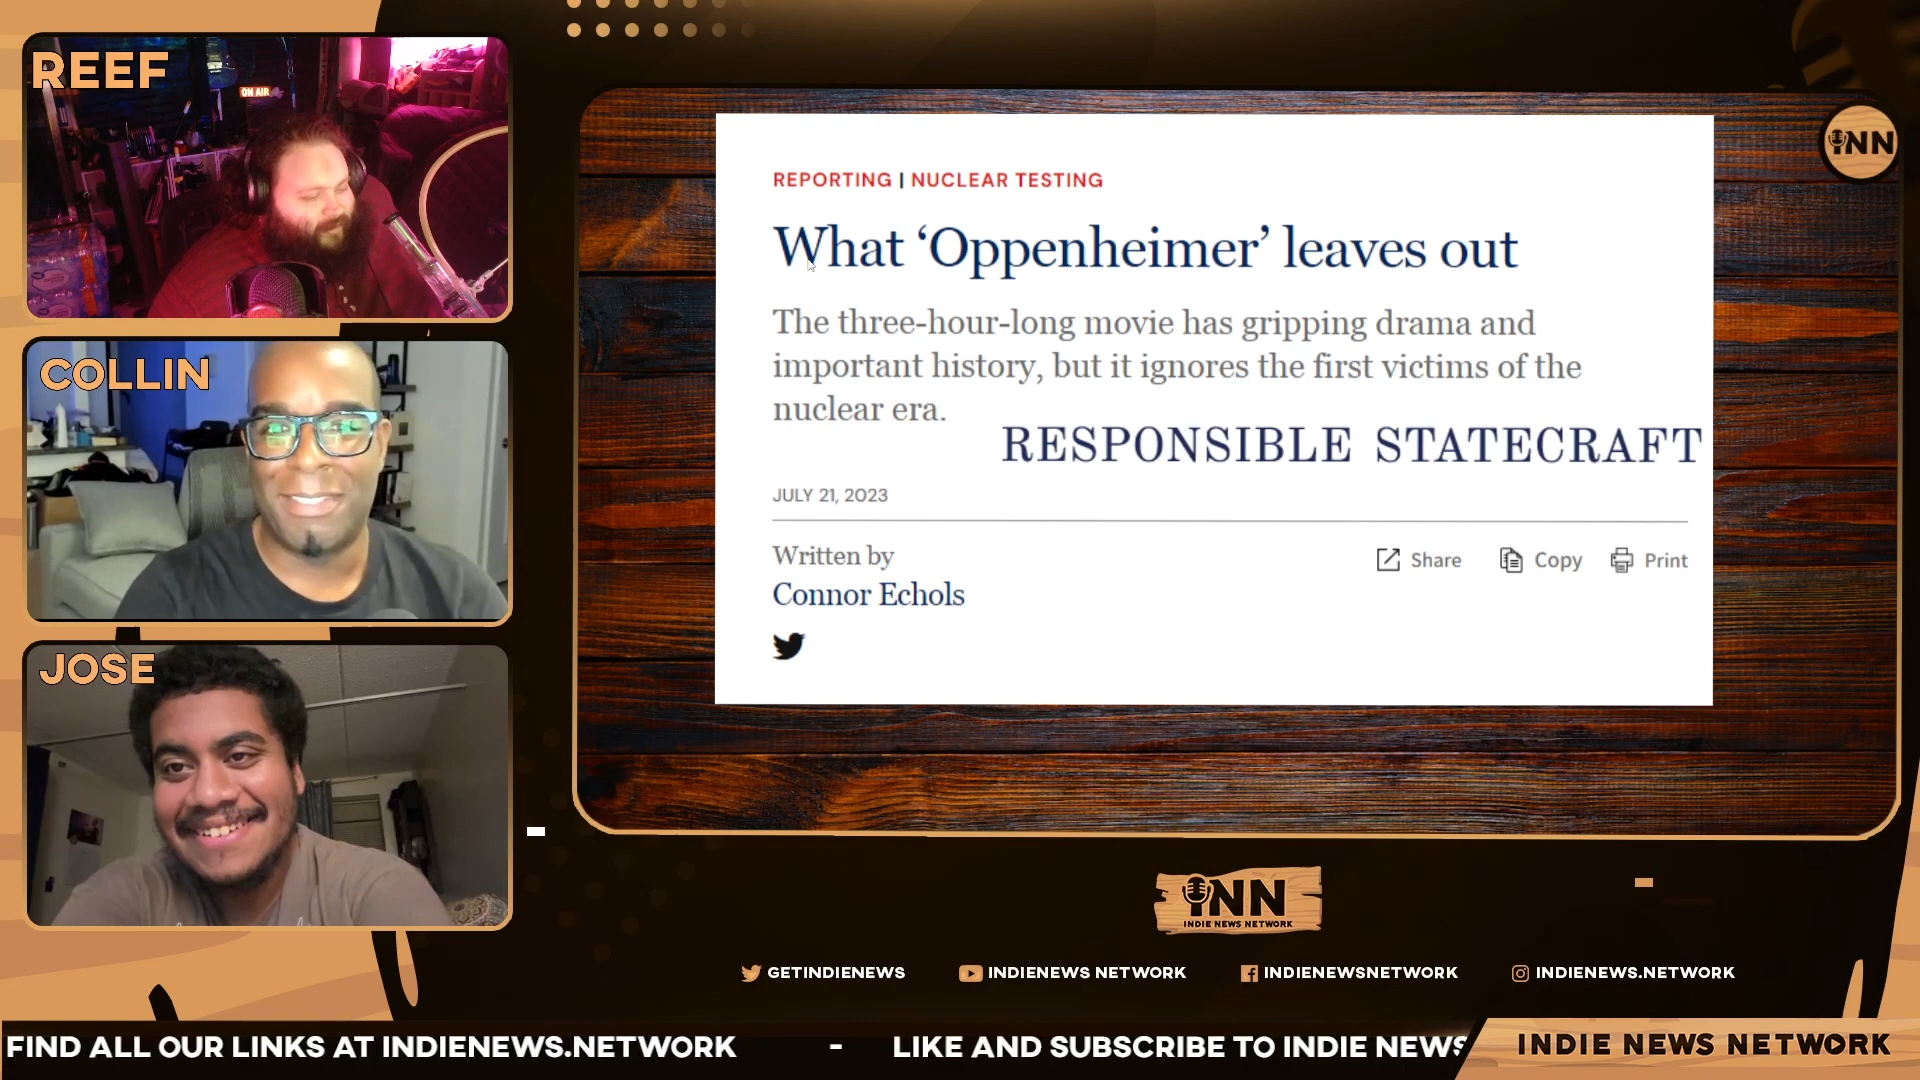 REEF
ON AIR
COLLIN
JOSE
REPORTING | NUCLEAR TESTING
What ‘Oppenheimer’ leaves out
The three-hour-long movie has gripping drama and
important history, but it ignores the first victims of the
nuclear era.
RESPONSIBLE STATECRAFT
JULY 21, 2023
Written by
Connor Echols
Share Copy Print
INN
INN
INDIE NEWS NETWORK
GETINDIENEWS INDIENEWS NETWORK INDIENEWSNETWORK INDIENEWS.NETWORK
FIND ALL OUR LINKS AT INDIENEWS.NETWORK - LIKE AND SUBSCRIBE TO INDIE NEWS
INDIE NEWS NETWORK